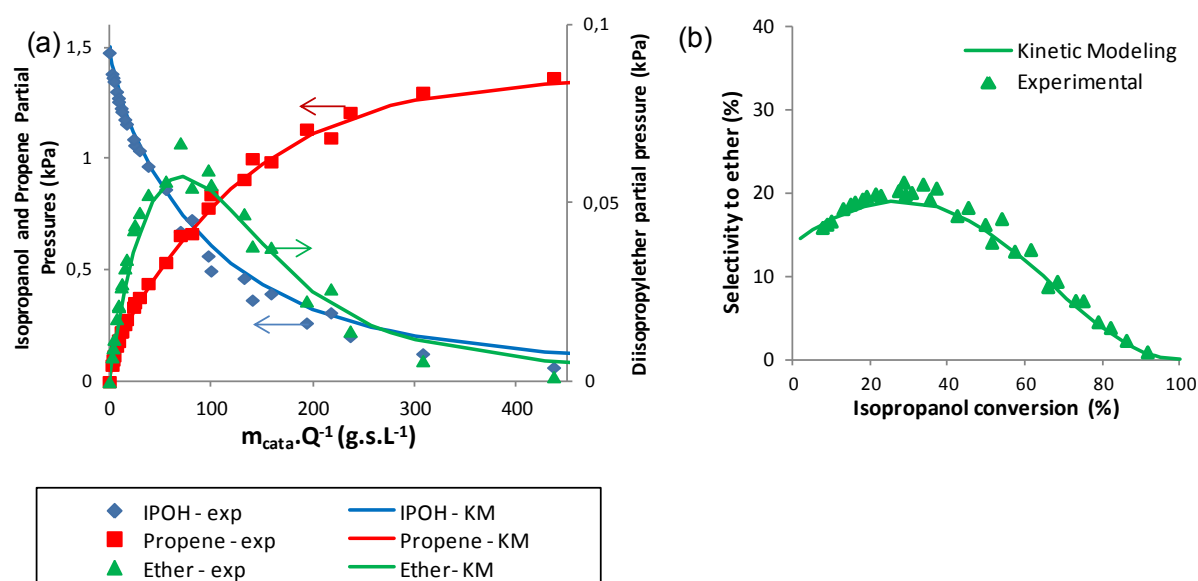 (a)
Isopropanol and Propene Partial
Pressures (kPa)
1,5
1
0,5
0
0,1
0,05
0
Diisopropylether partial pressure (kPa)
0 100 200 300 400
m_cata.Q⁻¹ (g.s.L⁻¹)
IPOH - exp IPOH - KM
Propene - exp Propene - KM
Ether - exp Ether- KM
(b)
Selectivity to ether (%)
40
30
20
10
0
Kinetic Modeling
Experimental
0 20 40 60 80 100
Isopropanol conversion (%)